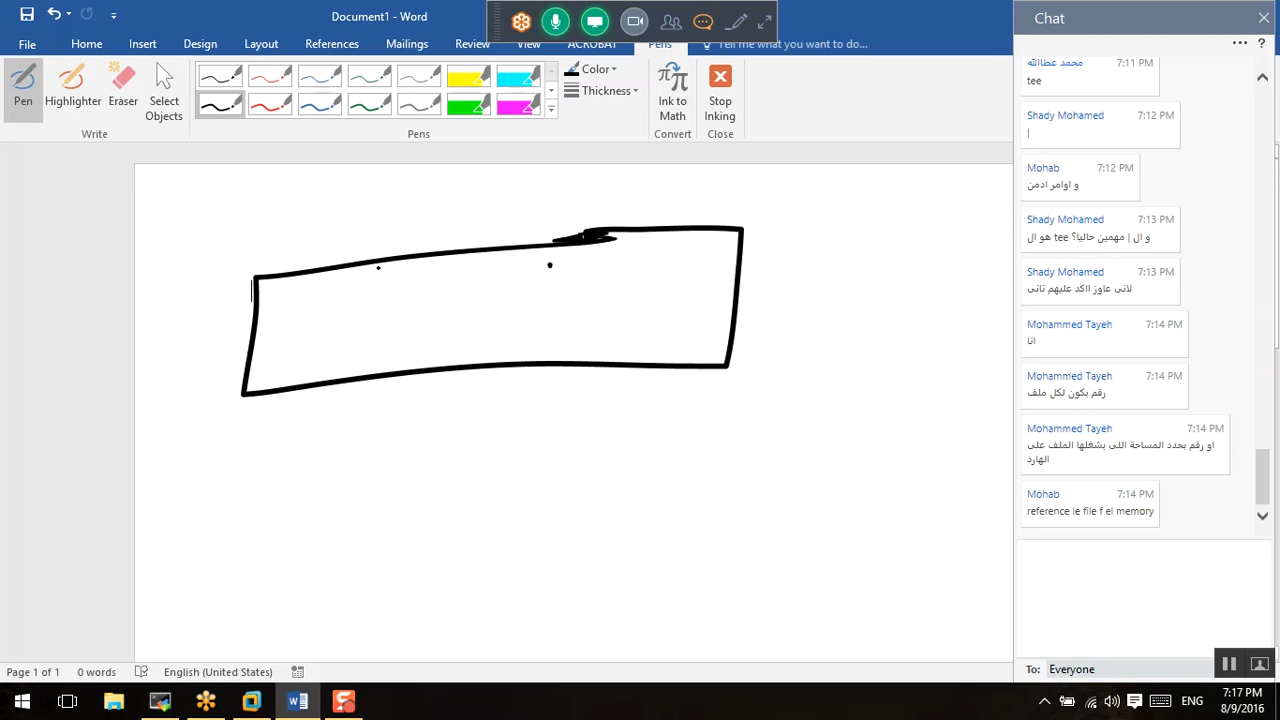 Document1 - Word
File
Home
Insert
Design
Layout
References
Mailings
Review
View
ACROBAT
Pens
Tell me what you want to do...
Pen
Highlighter
Eraser
Select Objects
Color
Thickness
Ink to Math
Stop Inking
Write
Pens
Convert
Close
Chat
محمد عطاالله 7:11 PM
tee
Shady Mohamed 7:12 PM
|
Mohab 7:12 PM
و اوامر ادمن
Shady Mohamed 7:13 PM
هو ال tee و ال | مهمين حاليا؟
Shady Mohamed 7:13 PM
لانى عاوز ااكد عليهم تانى
Mohammed Tayeh 7:14 PM
انا
Mohammed Tayeh 7:14 PM
رقم بكون لكل ملف
Mohammed Tayeh 7:14 PM
او رقم بحدد المساحة اللى بشغلها الملف على
الهارد
Mohab 7:14 PM
reference le file f el memory
To: Everyone
Page 1 of 1
0 words
English (United States)
ENG
7:17 PM
8/9/2016